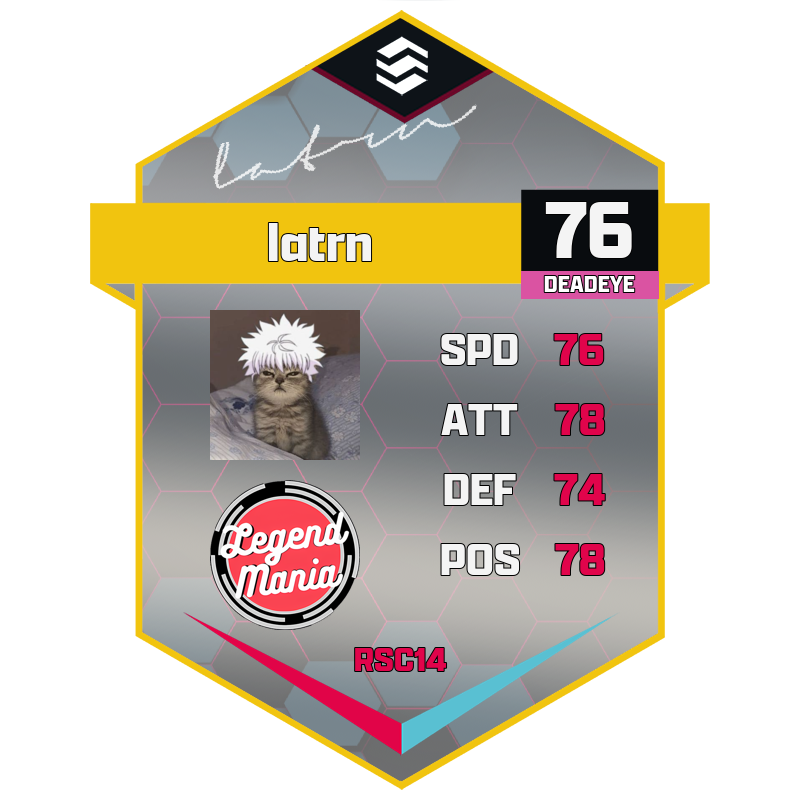 latrn
latrn
76
DEADEYE
SPD 76
ATT 78
DEF 74
POS 78
Legend
Mania
RSC14